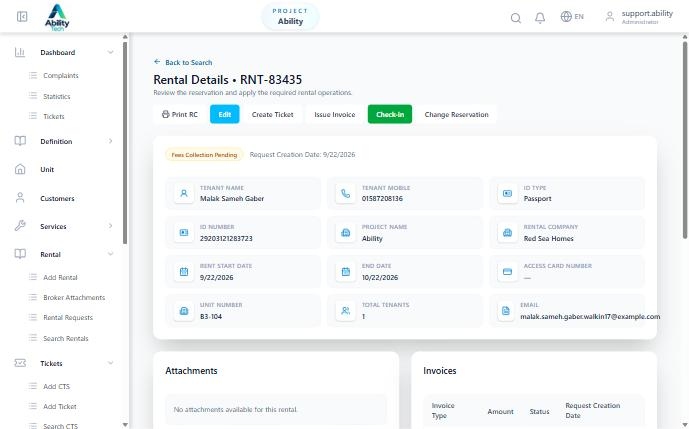 Ability
Tech
PROJECT
Ability
EN
support.ability
Administrator
Dashboard
Complaints
Statistics
Tickets
Definition
Unit
Customers
Services
Rental
Add Rental
Broker Attachments
Rental Requests
Search Rentals
Tickets
Add CTS
Add Ticket
Search CTS
Back to Search
Rental Details • RNT-83435
Review the reservation and apply the required rental operations.
Print RC
Edit
Create Ticket
Issue Invoice
Check-In
Change Reservation
Fees Collection Pending
Request Creation Date: 9/22/2026
TENANT NAME
Malak Sameh Gaber
TENANT MOBILE
01587208136
ID TYPE
Passport
ID NUMBER
29203121283723
PROJECT NAME
Ability
RENTAL COMPANY
Red Sea Homes
RENT START DATE
9/22/2026
END DATE
10/22/2026
ACCESS CARD NUMBER
—
UNIT NUMBER
B3-104
TOTAL TENANTS
1
EMAIL
malak.sameh.gaber.walkin17@example.com
Attachments
No attachments available for this rental.
Invoices
Invoice Type
Amount
Status
Request Creation Date